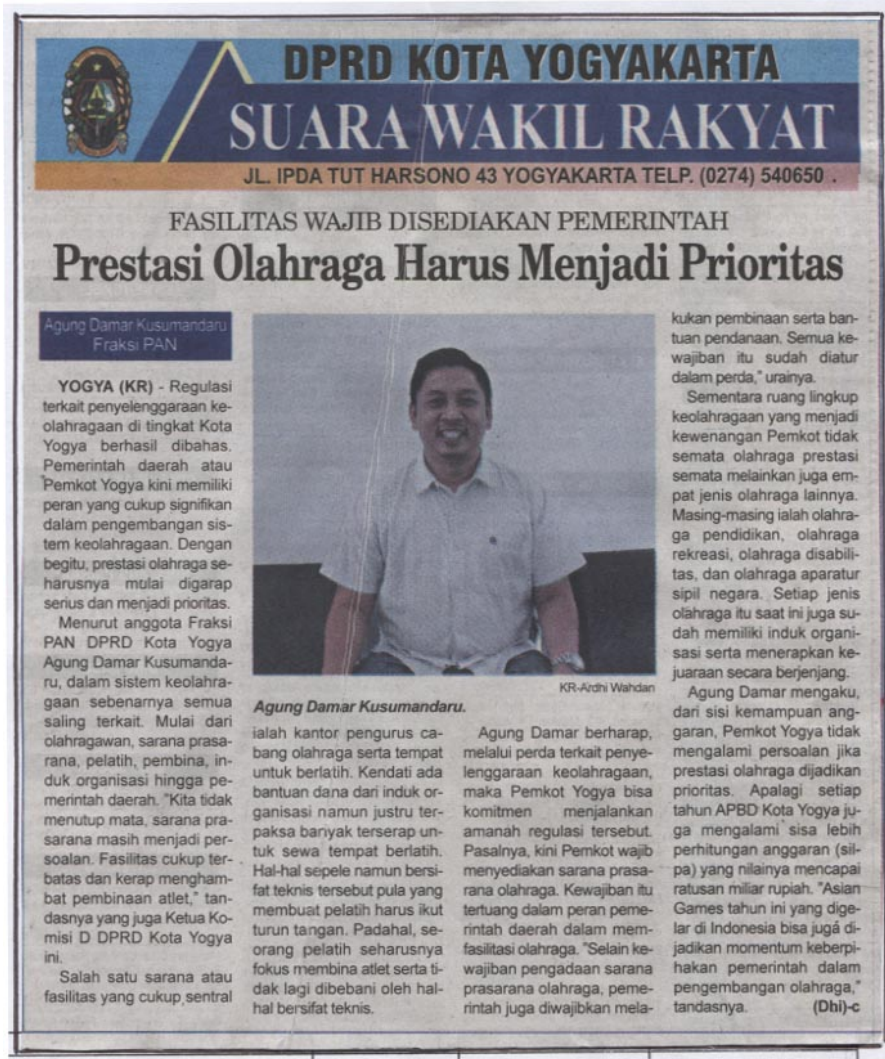 DPRD KOTA YOGYAKARTA
SUARA WAKIL RAKYAT
JL. IPDA TUT HARSONO 43 YOGYAKARTA TELP. (0274) 540650 .
FASILITAS WAJIB DISEDIAKAN PEMERINTAH
Prestasi Olahraga Harus Menjadi Prioritas
Agung Damar Kusumandaru
Fraksi PAN
YOGYA (KR) - Regulasi
terkait penyelenggaraan ke-
olahragaan di tingkat Kota
Yogya berhasil dibahas.
Pemerintah daerah atau
Pemkot Yogya kini memiliki
peran yang cukup signifikan
dalam pengembangan sis-
tem keolahragaan. Dengan
begitu, prestasi olahraga se-
harusnya mulai digarap
serius dan menjadi prioritas.
Menurut anggota Fraksi
PAN DPRD Kota Yogya
Agung Damar Kusumanda-
ru, dalam sistem keolahra-
gaan sebenarnya semua
saling terkait. Mulai dari
olahragawan, sarana prasa-
rana, pelatih, pembina, in-
duk organisasi hingga pe-
merintah daerah. "Kita tidak
menutup mata, sarana pra-
sarana masih menjadi per-
soalan. Fasilitas cukup ter-
batas dan kerap mengham-
bat pembinaan atlet," tan-
dasnya yang juga Ketua Ko-
misi D DPRD Kota Yogya
ini.
Salah satu sarana atau
fasilitas yang cukup sentral
KR-Ardhi Wahdan
Agung Damar Kusumandaru.
ialah kantor pengurus ca-
bang olahraga serta tempat
untuk berlatih. Kendati ada
bantuan dana dari induk or-
ganisasi namun justru ter-
paksa banyak terserap un-
tuk sewa tempat berlatih.
Hal-hal sepele namun bersi-
fat teknis tersebut pula yang
membuat pelatih harus ikut
turun tangan. Padahal, se-
orang pelatih seharusnya
fokus membina atlet serta ti-
dak lagi dibebani oleh hal-
hal bersifat teknis.
Agung Damar berharap,
melalui perda terkait penye-
lenggaraan keolahragaan,
maka Pemkot Yogya bisa
komitmen menjalankan
amanah regulasi tersebut.
Pasalnya, kini Pemkot wajib
menyediakan sarana prasa-
rana olahraga. Kewajiban itu
tertuang dalam peran peme-
rintah daerah dalam mem-
fasilitasi olahraga. "Selain ke-
wajiban pengadaan sarana
prasarana olahraga, peme-
rintah juga diwajibkan mela-
kukan pembinaan serta ban-
tuan pendanaan. Semua ke-
wajiban itu sudah diatur
dalam perda," urainya.
Sementara ruang lingkup
keolahragaan yang menjadi
kewenangan Pemkot tidak
semata olahraga prestasi
semata melainkan juga em-
pat jenis olahraga lainnya.
Masing-masing ialah olahra-
ga pendidikan, olahraga
rekreasi, olahraga disabili-
tas, dan olahraga aparatur
sipil negara. Setiap jenis
olahraga itu saat ini juga su-
dah memiliki induk organi-
sasi serta menerapkan ke-
juaraan secara berjenjang.
Agung Damar mengaku,
dari sisi kemampuan ang-
garan, Pemkot Yogya tidak
mengalami persoalan jika
prestasi olahraga dijadikan
prioritas. Apalagi setiap
tahun APBD Kota Yogya ju-
ga mengalami sisa lebih
perhitungan anggaran (sil-
pa) yang nilainya mencapai
ratusan miliar rupiah. "Asian
Games tahun ini yang dige-
lar di Indonesia bisa juga di-
jadikan momentum keberpi-
hakan pemerintah dalam
pengembangan olahraga,"
tandasnya. (Dhi)-c